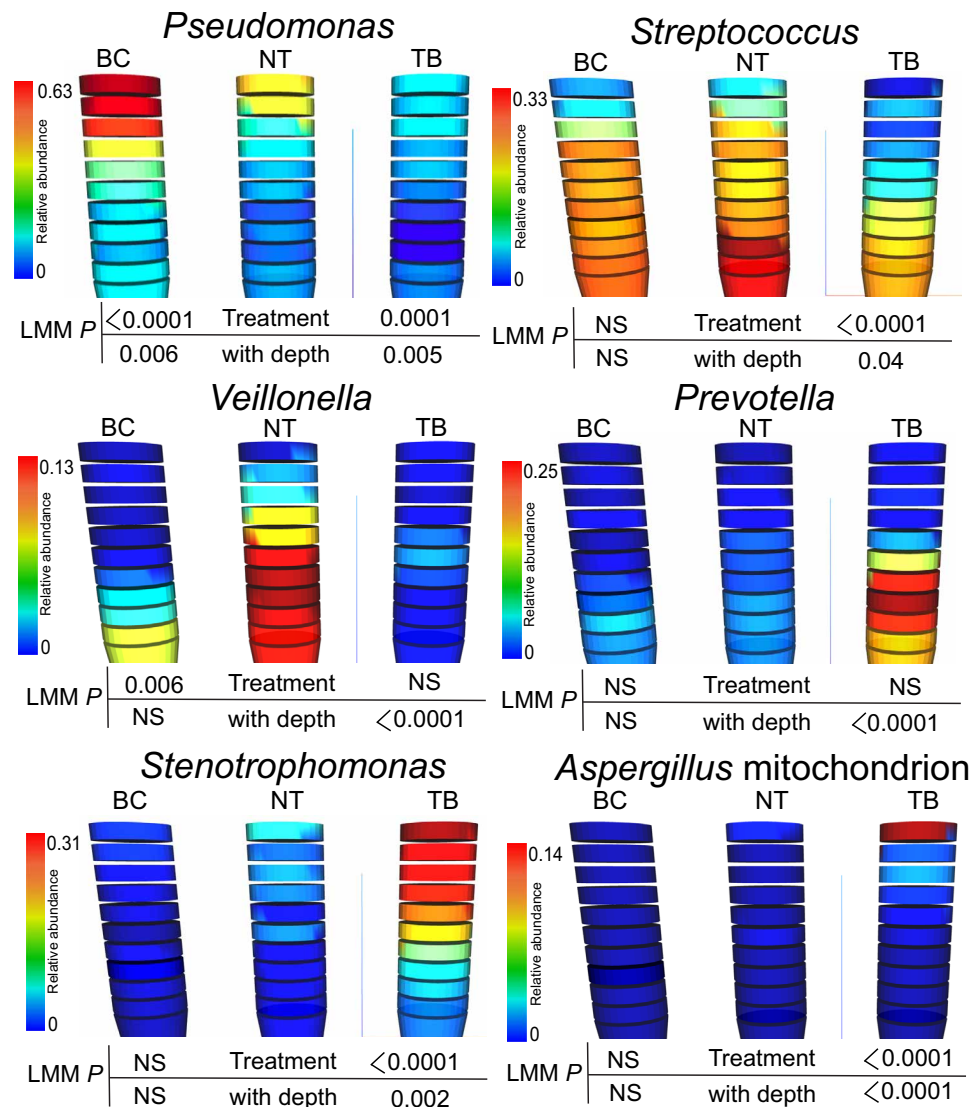 Pseudomonas
BC NT TB
0.63
Relative abundance
0
LMM P <0.0001 Treatment 0.0001
0.006 with depth 0.005
Streptococcus
BC NT TB
0.33
Relative abundance
0
LMM P NS Treatment <0.0001
NS with depth 0.04
Veillonella
BC NT TB
0.13
Relative abundance
0
LMM P 0.006 Treatment NS
NS with depth <0.0001
Prevotella
BC NT TB
0.25
Relative abundance
0
LMM P NS Treatment NS
NS with depth <0.0001
Stenotrophomonas
BC NT TB
0.31
Relative abundance
0
LMM P NS Treatment <0.0001
NS with depth 0.002
Aspergillus mitochondrion
BC NT TB
0.14
Relative abundance
0
LMM P NS Treatment <0.0001
NS with depth <0.0001